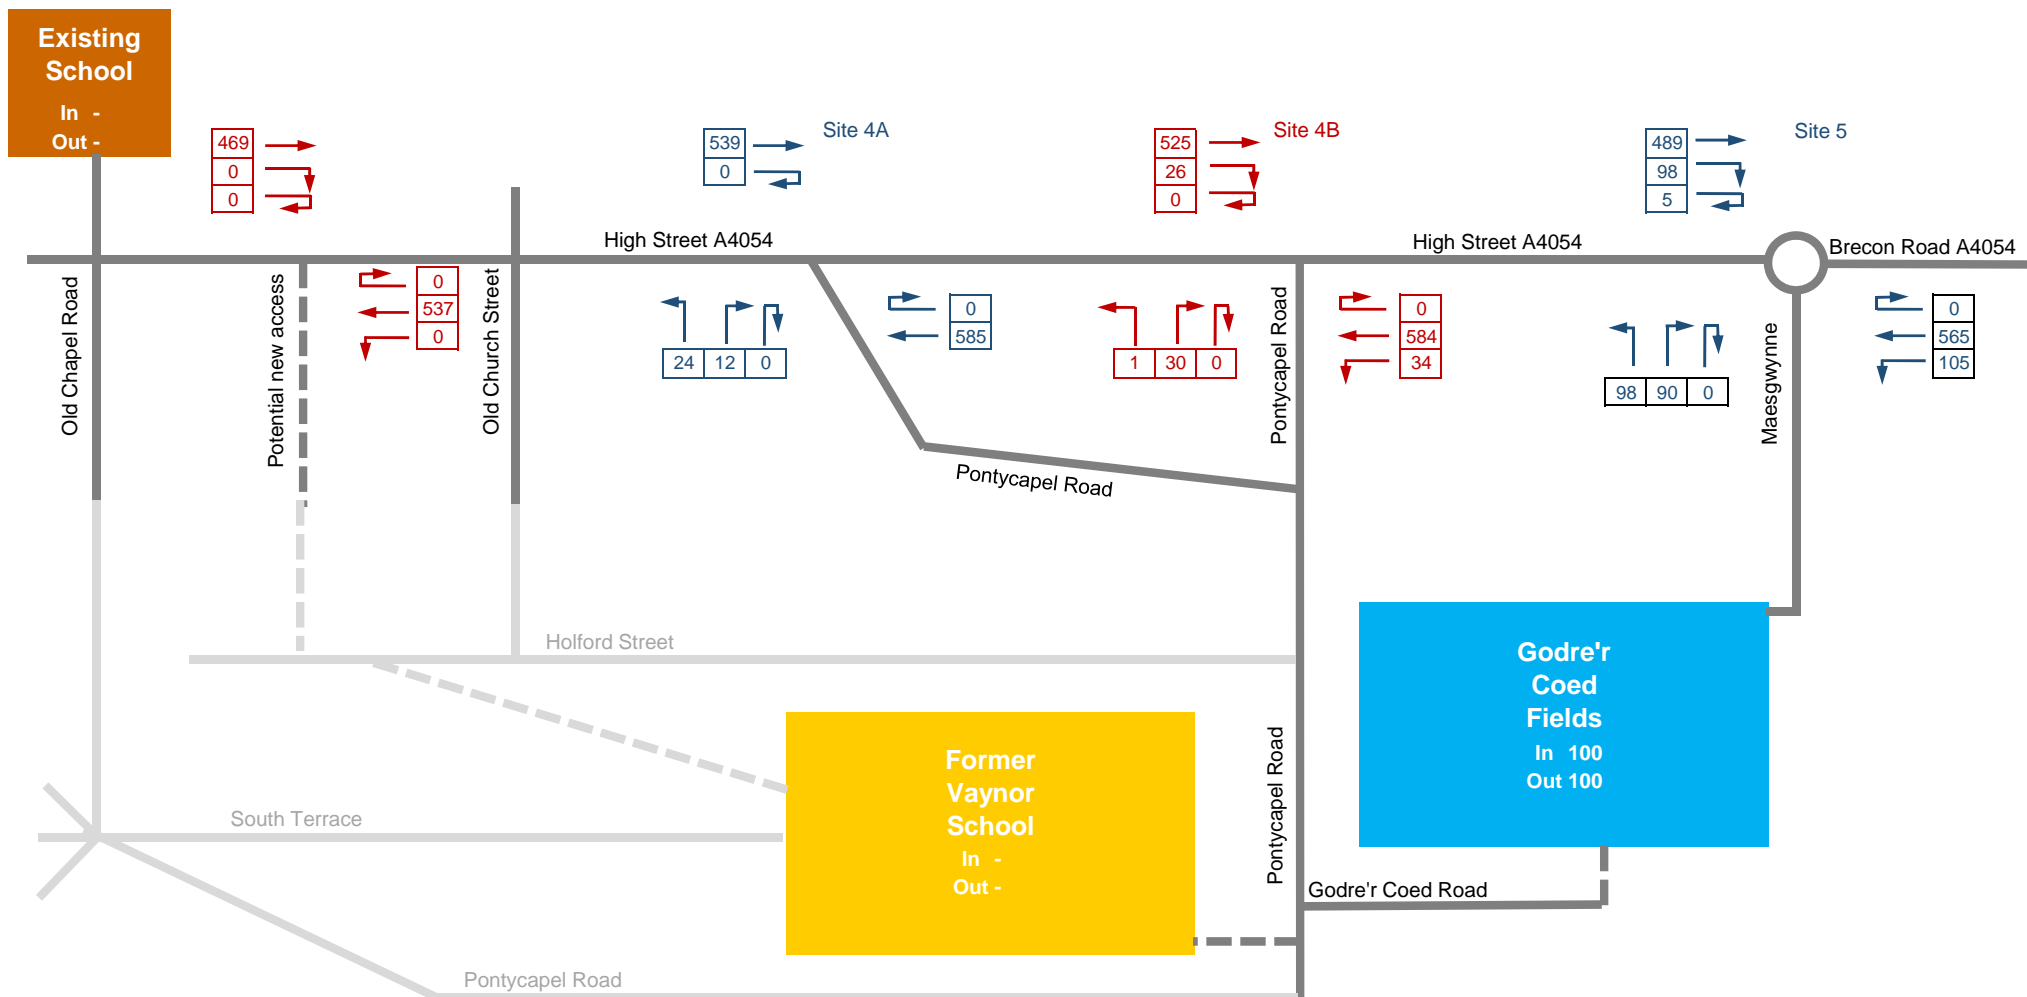 Existing
School
In -
Out -
469
0
0
539
0
Site 4A
525
26
0
Site 4B
489
98
5
Site 5
High Street A4054
High Street A4054
Brecon Road A4054
Old Chapel Road
Potential new access
0
537
0
Old Church Street
24 12 0
0
585
1 30 0
Pontycapel Road
0
584
34
98 90 0
Maesgwynne
0
565
105
Pontycapel Road
Holford Street
Godre'r
Coed
Fields
In 100
Out 100
Former
Vaynor
School
In -
Out -
Pontycapel Road
South Terrace
Godre'r Coed Road
Pontycapel Road